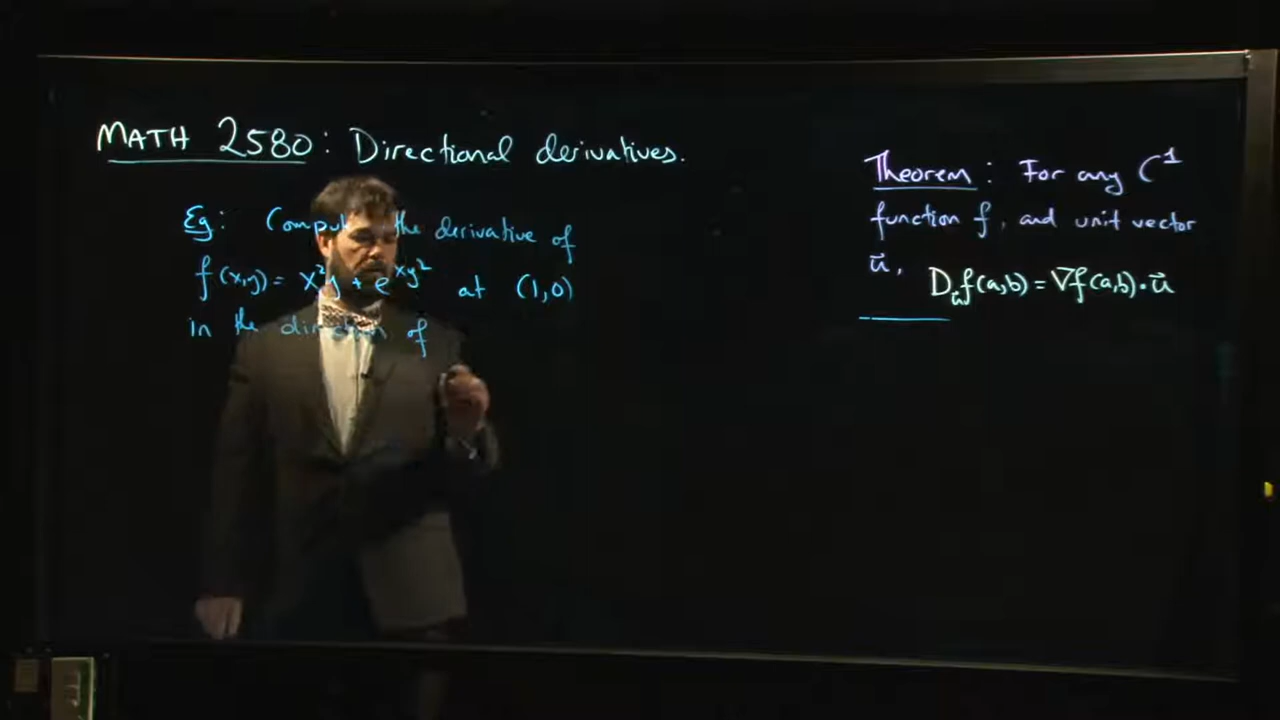 MATH 2580: Directional derivatives.
Eg: Comput the derivative of
f(x,y) = x²y + e^{xy²} at (1,0)
in the direction of
Theorem: For any C¹
function f, and unit vector
u⃗,
D_u⃗ f(a,b) = ∇f(a,b) · u⃗